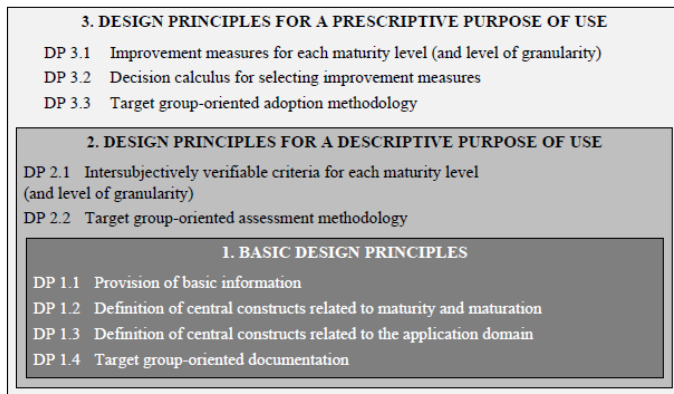 3. DESIGN PRINCIPLES FOR A PRESCRIPTIVE PURPOSE OF USE
DP 3.1 Improvement measures for each maturity level (and level of granularity)
DP 3.2 Decision calculus for selecting improvement measures
DP 3.3 Target group-oriented adoption methodology
2. DESIGN PRINCIPLES FOR A DESCRIPTIVE PURPOSE OF USE
DP 2.1 Intersubjectively verifiable criteria for each maturity level
(and level of granularity)
DP 2.2 Target group-oriented assessment methodology
1. BASIC DESIGN PRINCIPLES
DP 1.1 Provision of basic information
DP 1.2 Definition of central constructs related to maturity and maturation
DP 1.3 Definition of central constructs related to the application domain
DP 1.4 Target group-oriented documentation